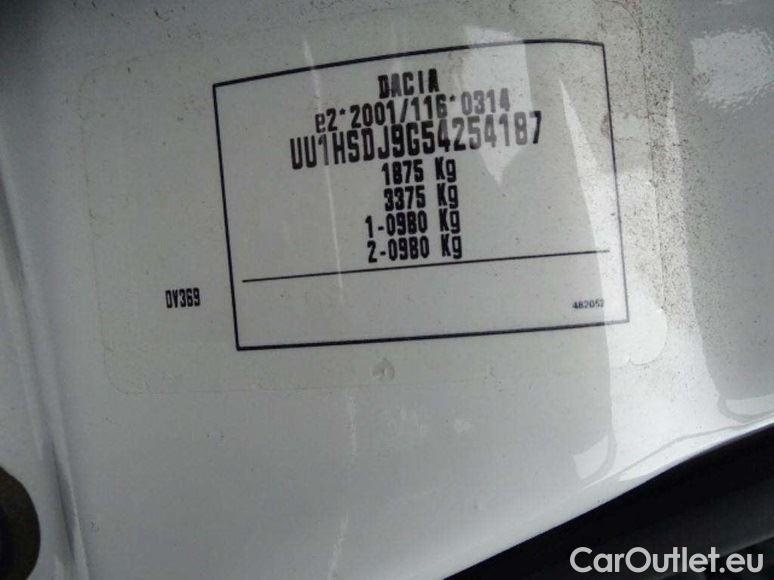 DACIA
e2*2001/116*0314
UU1HSDJ9G54254187
1875 Kg
3375 Kg
1-0980 Kg
2-0980 Kg
DV369
482052
CarOutlet.eu